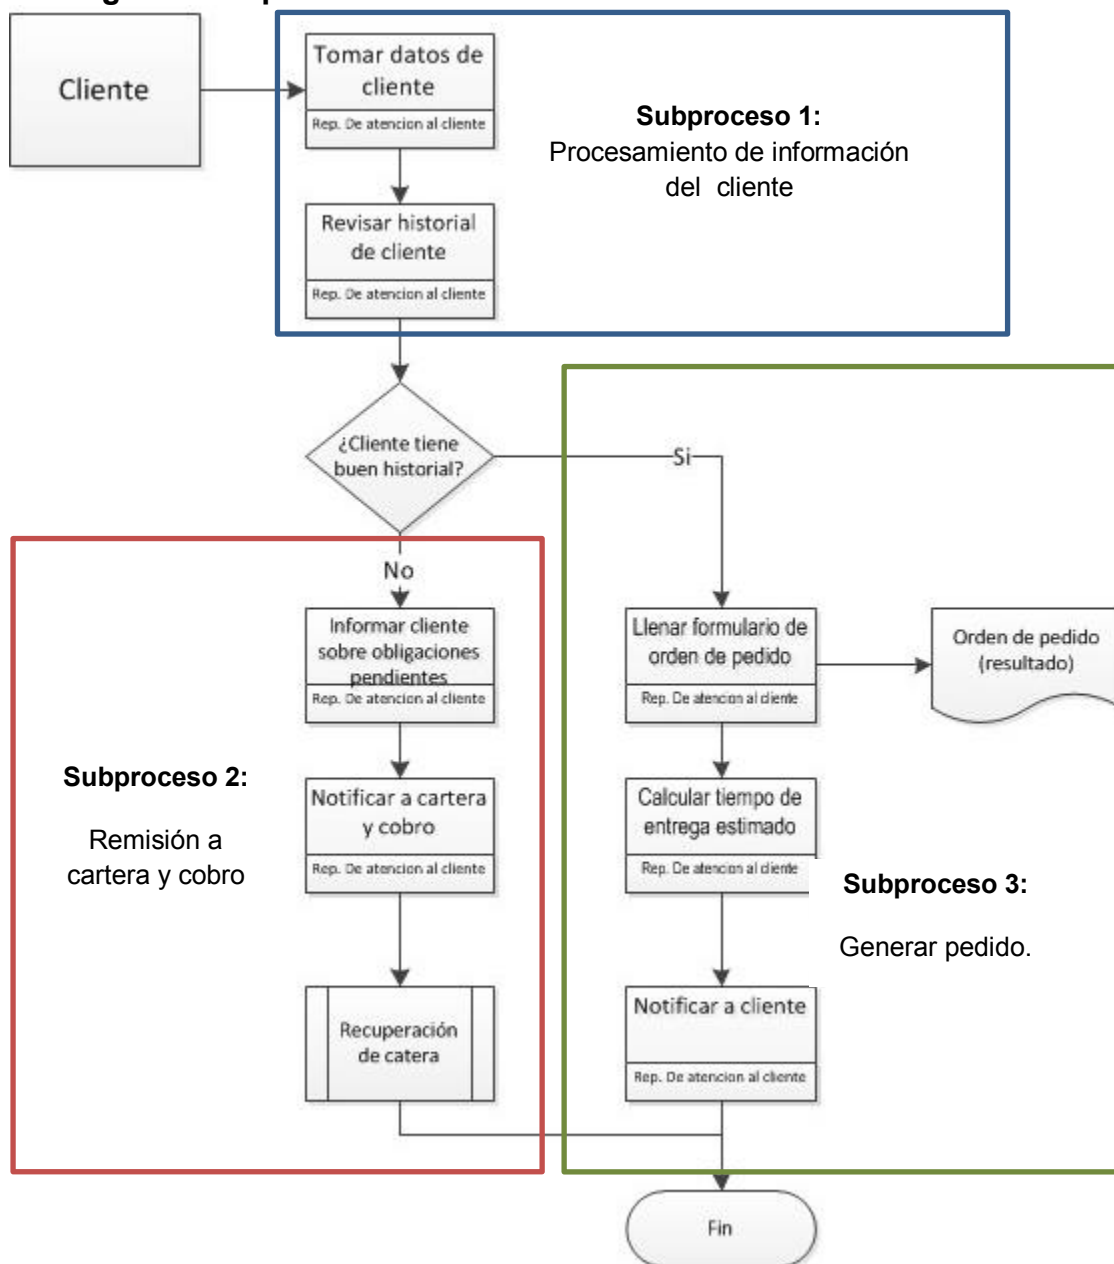 Cliente
Tomar datos de
cliente
Rep. De atencion al cliente
Subproceso 1:
Procesamiento de información
del cliente
Revisar historial
de cliente
Rep. De atencion al cliente
¿Cliente tiene
buen historial?
Si
No
Informar cliente
sobre obligaciones
pendientes
Rep. De atencion al cliente
Llenar formulario de
orden de pedido
Rep. De atencion al cliente
Orden de pedido
(resultado)
Subproceso 2:
Remisión a
cartera y cobro
Notificar a cartera
y cobro
Rep. De atencion al cliente
Calcular tiempo de
entrega estimado
Rep. De atencion al cliente
Subproceso 3:
Generar pedido.
Recuperación
de catera
Notificar a cliente
Rep. De atencion al cliente
Fin